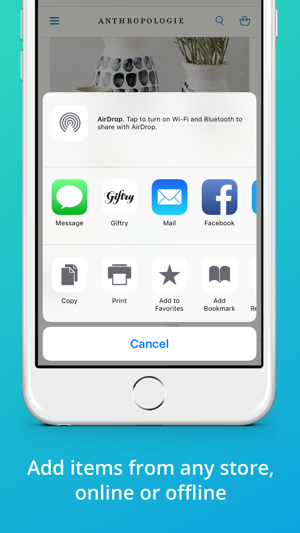 ANTHROPOLOGIE
AirDrop. Tap to turn on Wi-Fi and Bluetooth to
share with AirDrop.
Giftry
Message
Giftry
Mail
Facebook
Copy
Print
Add to
Favorites
Add
Bookmark
Cancel
Add items from any store,
online or offline